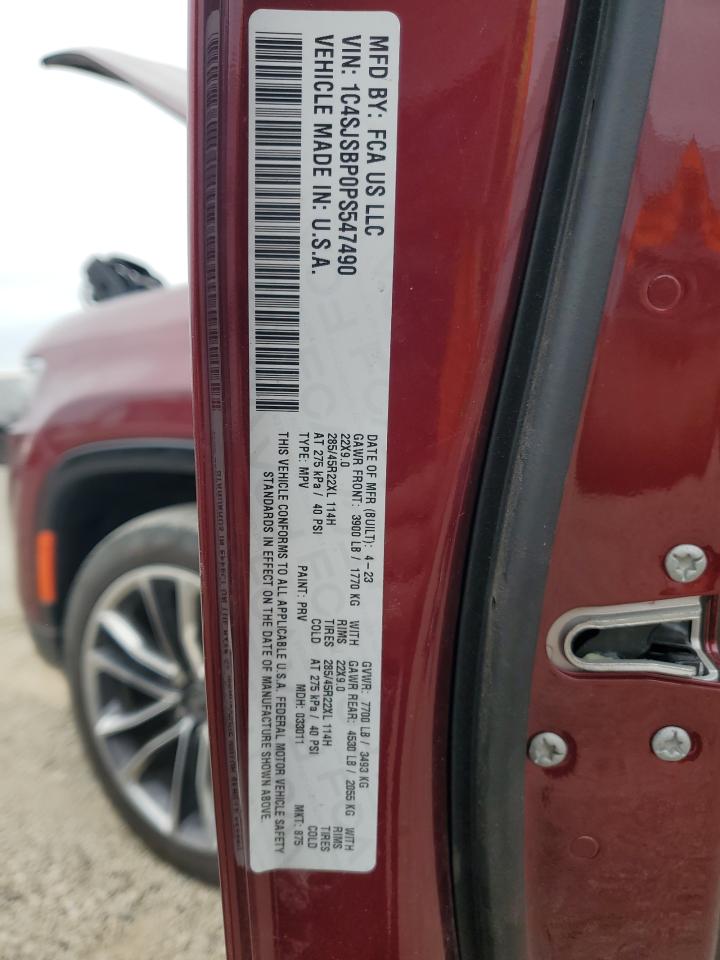 MFD BY: FCA US LLC
VIN: 1C4SJSBP0PS547490
VEHICLE MADE IN: U.S.A.
DATE OF MFR (BUILT): 4-23 GVWR: 7700 LB / 3493 KG
GAWR FRONT: 3900 LB / 1770 KG WITH GAWR REAR: 4530 LB / 2055 KG WITH
22X9.0 RIMS 22X9.0 RIMS
285/45R22XL 114H TIRES 285/45R22XL 114H TIRES
AT 275 kPa / 40 PSI COLD AT 275 kPa / 40 PSI COLD
TYPE: MPV PAINT: PRV MDH: 033011 MKT: 875
THIS VEHICLE CONFORMS TO ALL APPLICABLE U.S.A. FEDERAL MOTOR VEHICLE SAFETY
STANDARDS IN EFFECT ON THE DATE OF MANUFACTURE SHOWN ABOVE.